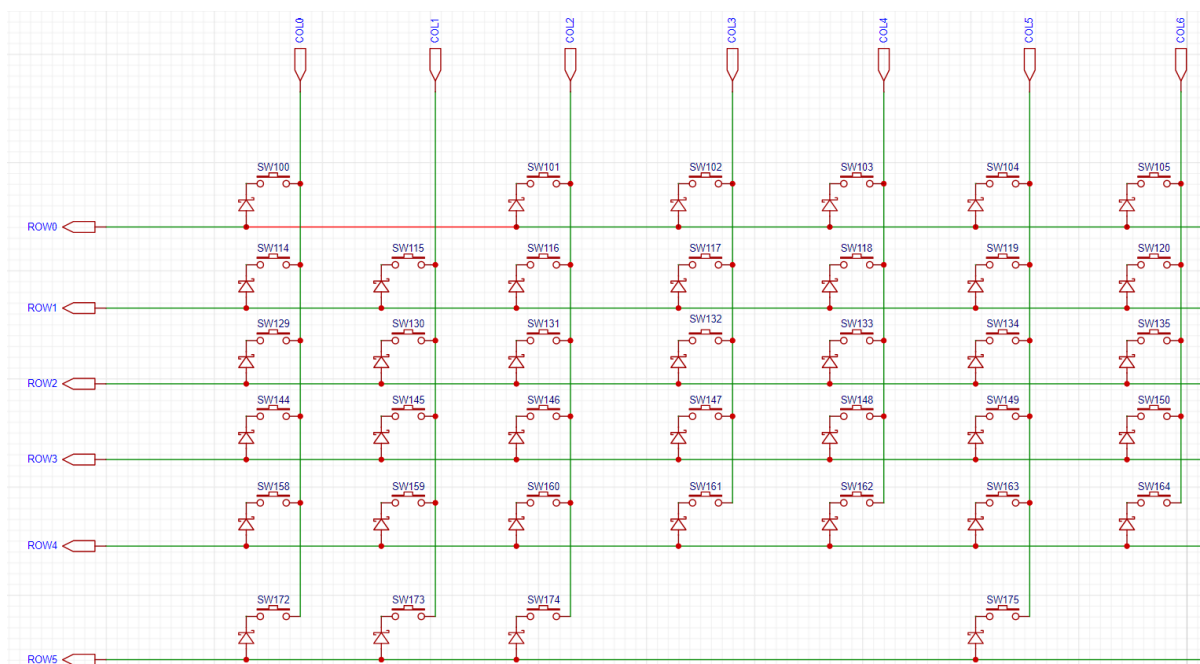 COL0 COL1 COL2 COL3 COL4 COL5 COL6
SW100 SW101 SW102 SW103 SW104 SW105
ROW0
SW114 SW115 SW116 SW117 SW118 SW119 SW120
ROW1
SW129 SW130 SW131 SW132 SW133 SW134 SW135
ROW2
SW144 SW145 SW146 SW147 SW148 SW149 SW150
ROW3
SW158 SW159 SW160 SW161 SW162 SW163 SW164
ROW4
SW172 SW173 SW174 SW175
ROW5